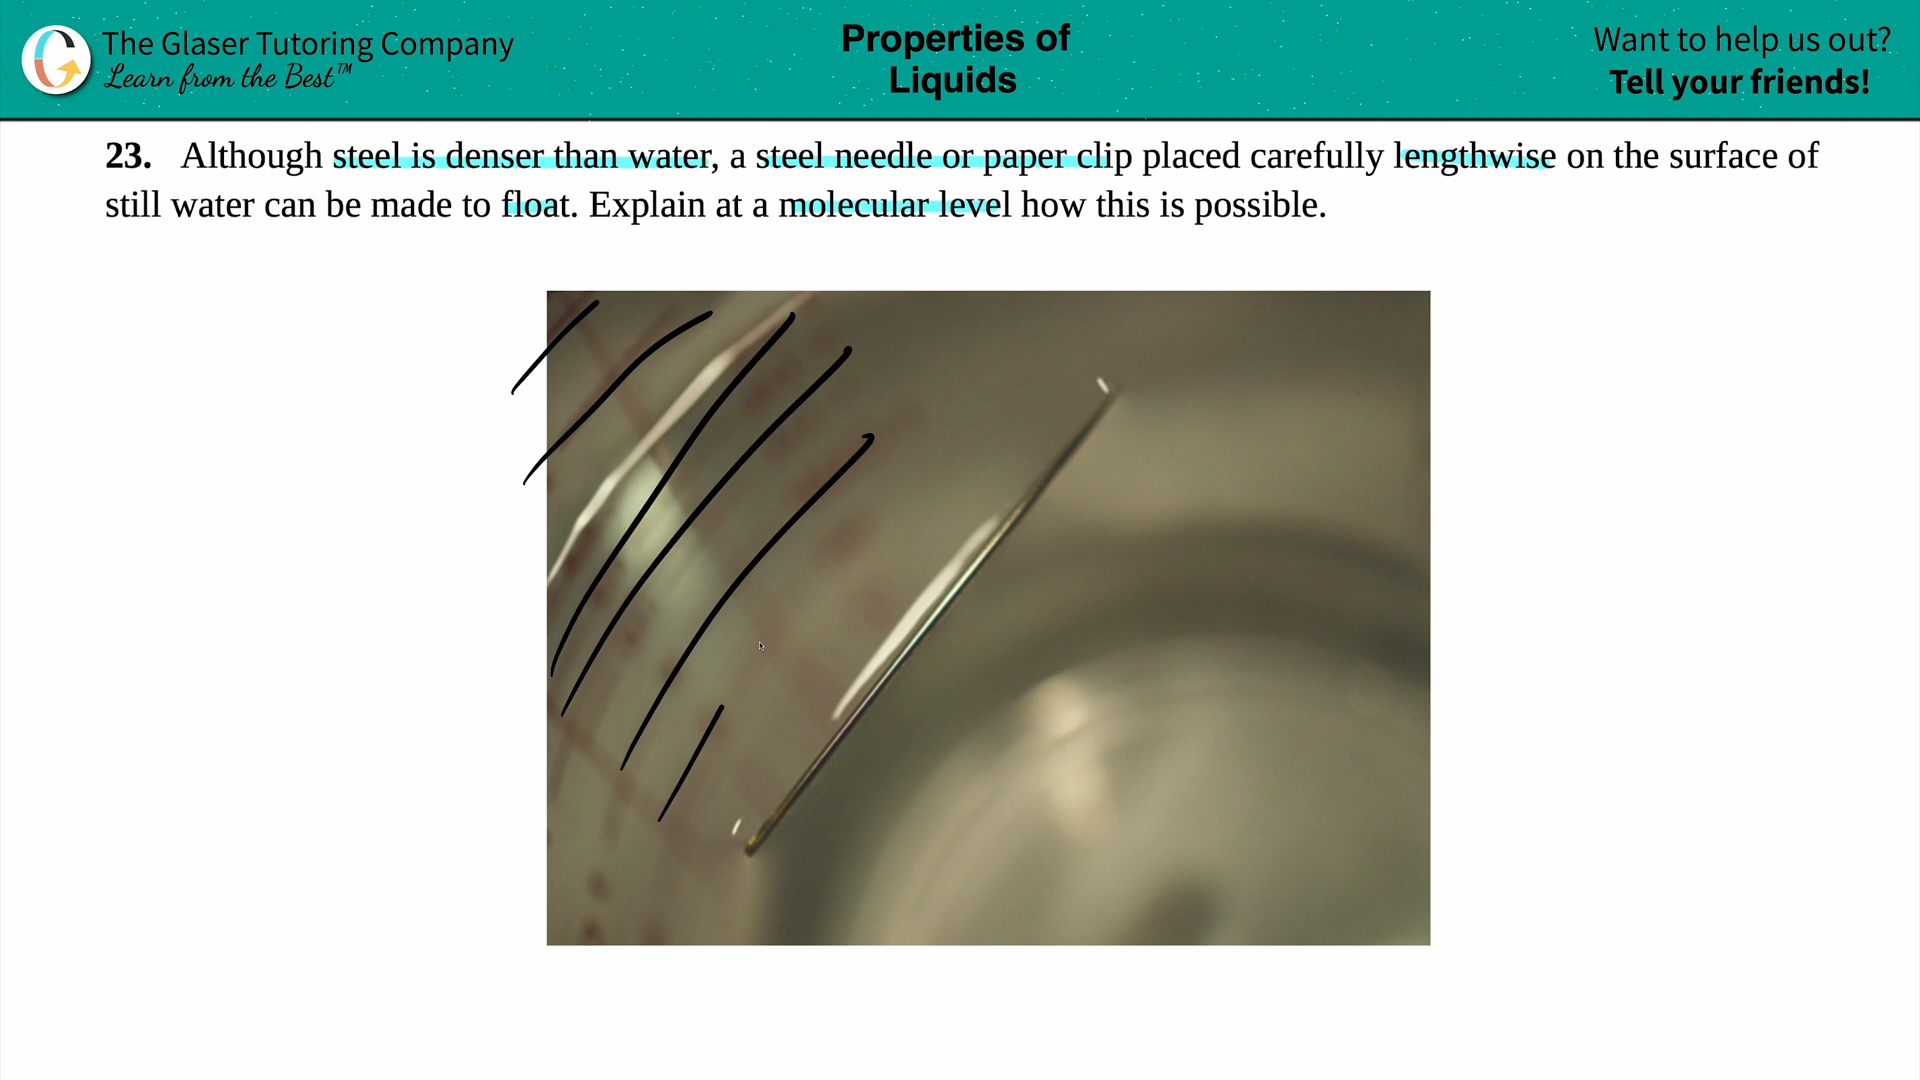 The Glaser Tutoring Company
Learn from the Best™
Properties of
Liquids
Want to help us out?
Tell your friends!
23. Although steel is denser than water, a steel needle or paper clip placed carefully lengthwise on the surface of
still water can be made to float. Explain at a molecular level how this is possible.